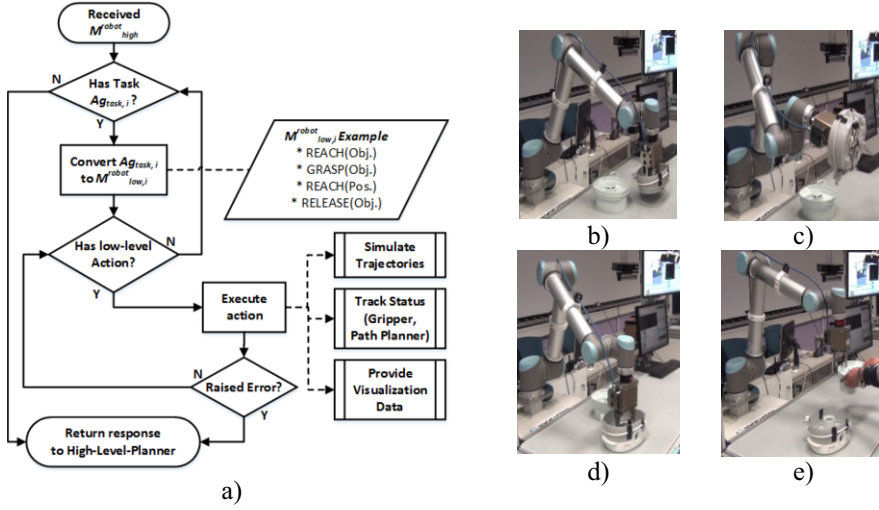 Received
M^robot_high
N
Has Task
Ag_task, i ?
Y
Convert Ag_task, i
to M^robot_low,i
M^robot_low,i Example
* REACH(Obj.)
* GRASP(Obj.)
* REACH(Pos.)
* RELEASE(Obj.)
Has low-level
Action?
N
Y
Execute
action
Simulate
Trajectories
Track Status
(Gripper,
Path Planner)
Provide
Visualization
Data
N
Raised Error?
Y
Return response
to High-Level-Planner
a)
b)
c)
d)
e)